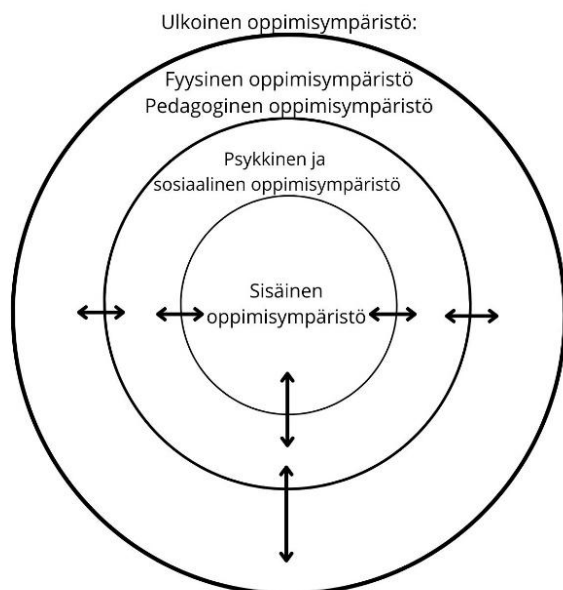 Ulkoinen oppimisympäristö:
Fyysinen oppimisympäristö
Pedagoginen oppimisympäristö
Psykkinen ja
sosiaalinen oppimisympäristö
Sisäinen
oppimisympäristö